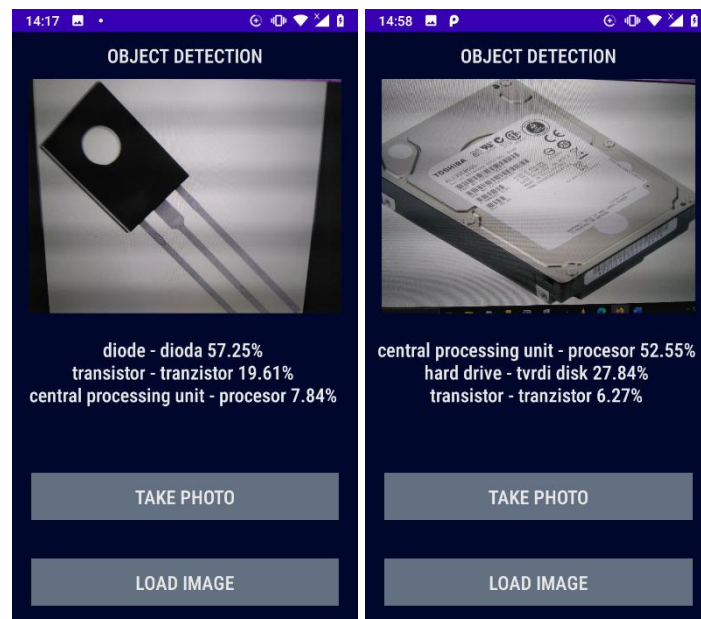 14:17
OBJECT DETECTION
diode - dioda 57.25%
transistor - tranzistor 19.61%
central processing unit - procesor 7.84%
TAKE PHOTO
LOAD IMAGE
14:58
OBJECT DETECTION
TOSHIBA
central processing unit - procesor 52.55%
hard drive - tvrdi disk 27.84%
transistor - tranzistor 6.27%
TAKE PHOTO
LOAD IMAGE